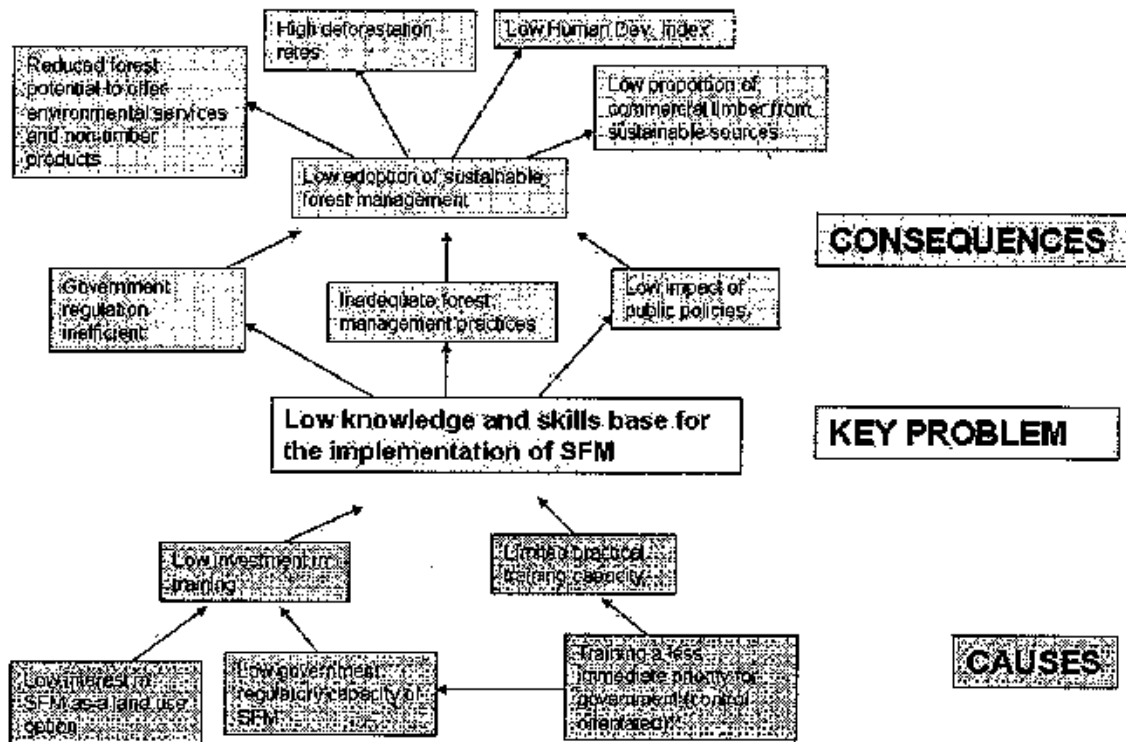 High deforestation
rates
Low Human Dev. Index
Reduced forest
potential to offer
environmental services
and non-timber
products
Low proportion of
commercial timber from
sustainable sources
Low adoption of sustainable
forest management
CONSEQUENCES
Government
regulation
inefficient
Inadequate forest
management practices
Low impact of
public policies
Low knowledge and skills base for
the implementation of SFM
KEY PROBLEM
Low investment in
training
Limited practical
training capacity
Low interest in
SFM as a land use
option
Low government
regulatory capacity of
SFM
Training a less
immediate priority for
government (control
orientated)
CAUSES